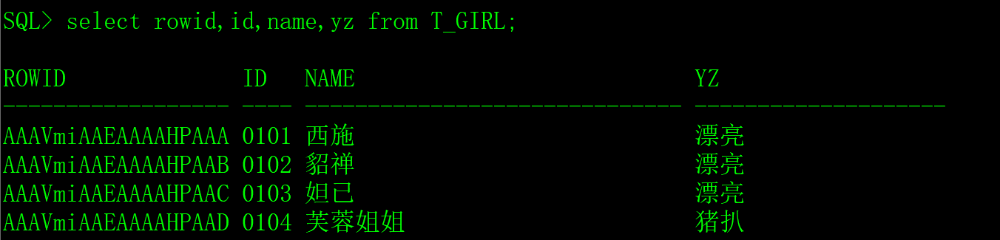 SQL> select rowid,id,name,yz from T_GIRL;
ROWID ID NAME YZ
------------------ ---- ------------------------------ --------------------
AAAVmiAAEAAAAHPAAA 0101 西施 漂亮
AAAVmiAAEAAAAHPAAB 0102 貂禅 漂亮
AAAVmiAAEAAAAHPAAC 0103 妲己 漂亮
AAAVmiAAEAAAAHPAAD 0104 芙蓉姐姐 猪扒